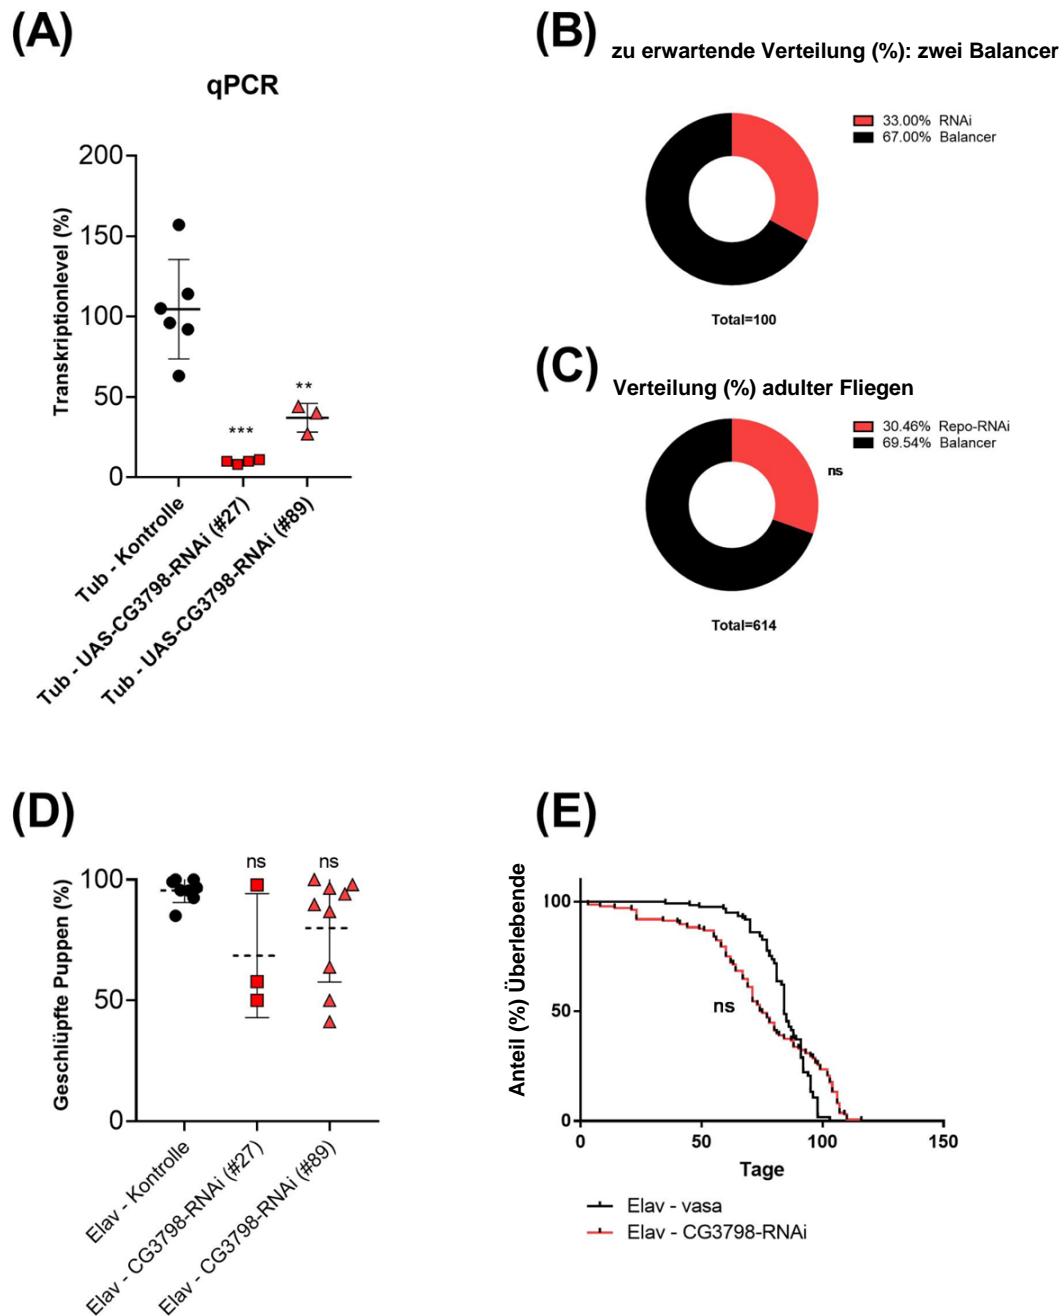 (A)
qPCR
Transkriptionlevel (%)
200
150
100
50
0
***
**
Tub - Kontrolle
Tub - UAS-CG3798-RNAi (#27)
Tub - UAS-CG3798-RNAi (#89)
(B)
zu erwartende Verteilung (%): zwei Balancer
33.00% RNAi
67.00% Balancer
Total=100
(C)
Verteilung (%) adulter Fliegen
30.46% Repo-RNAi
69.54% Balancer
ns
Total=614
(D)
Geschlüpfte Puppen (%)
100
50
0
ns
ns
Elav - Kontrolle
Elav - CG3798-RNAi (#27)
Elav - CG3798-RNAi (#89)
(E)
Anteil (%) Überlebende
100
50
0
ns
0
50
100
150
Tage
Elav - vasa
Elav - CG3798-RNAi